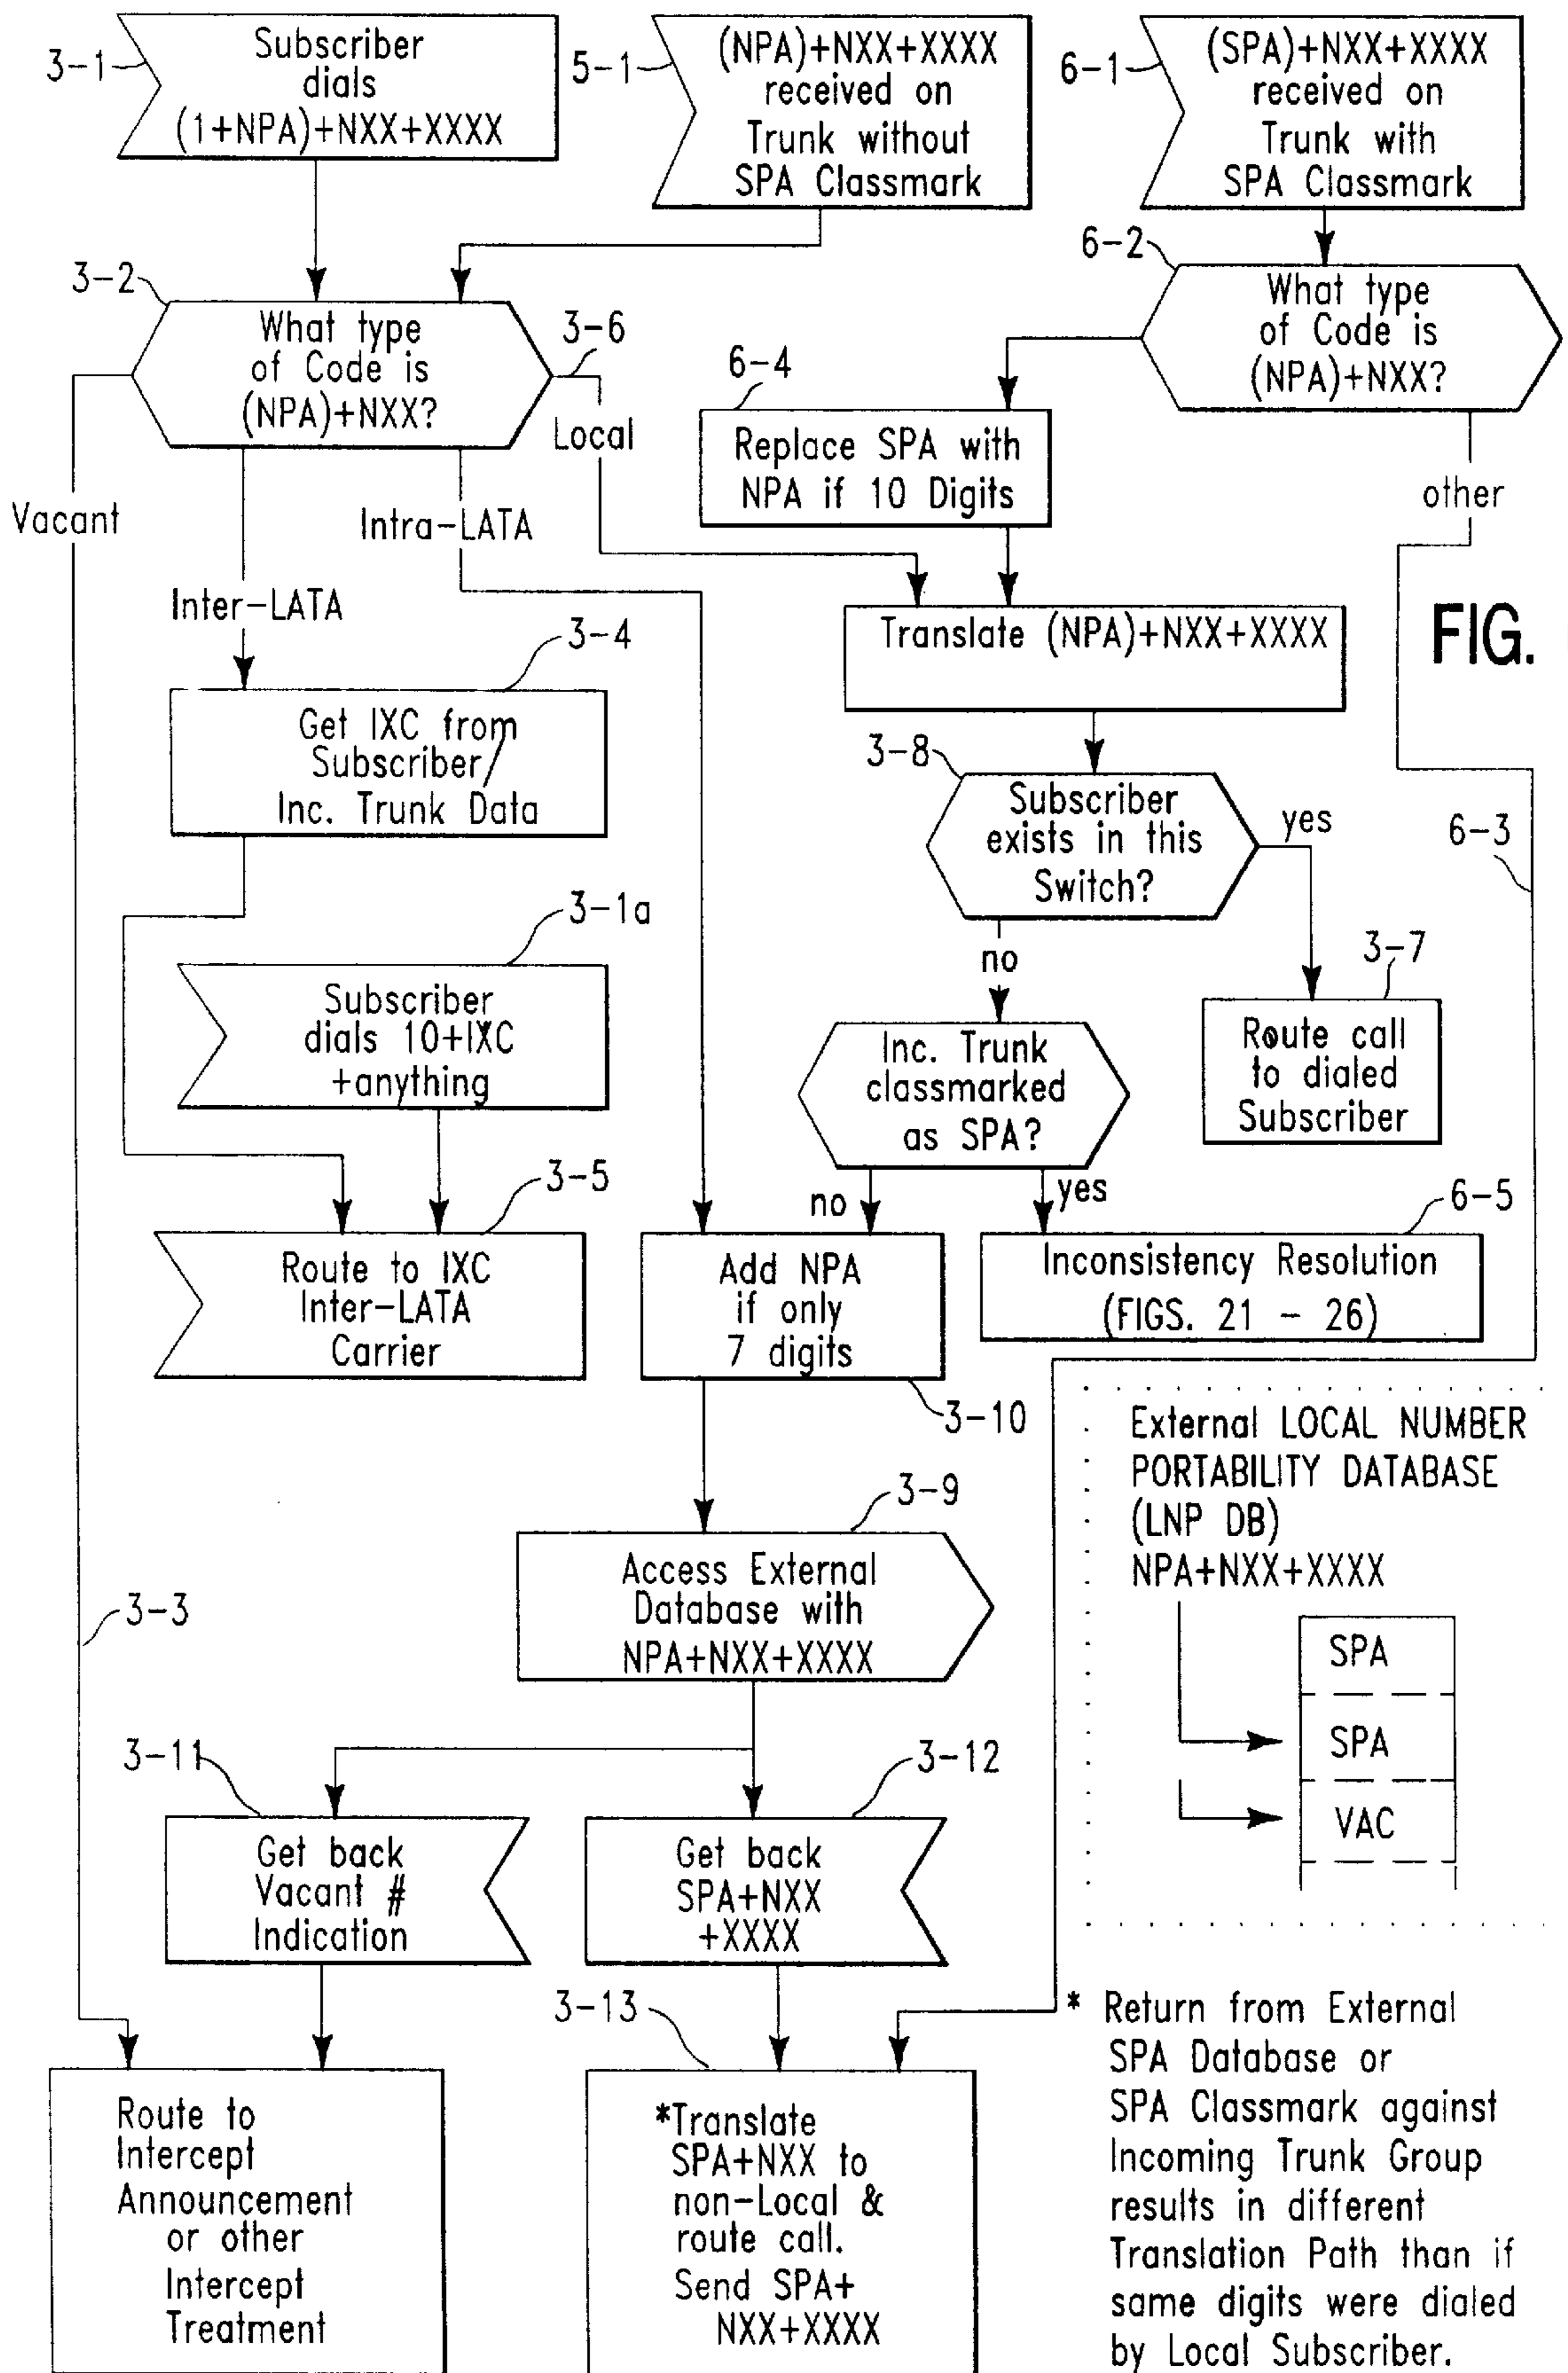 3-1
Subscriber
dials
(1+NPA)+NXX+XXXX
5-1
(NPA)+NXX+XXXX
received on
Trunk without
SPA Classmark
6-1
(SPA)+NXX+XXXX
received on
Trunk with
SPA Classmark
3-2
What type
of Code is
(NPA)+NXX?
3-6
Local
6-2
What type
of Code is
(NPA)+NXX?
6-4
Replace SPA with
NPA if 10 Digits
other
Vacant
Intra-LATA
Inter-LATA
Translate (NPA)+NXX+XXXX
FIG.
3-4
Get IXC from
Subscriber/
Inc. Trunk Data
3-8
Subscriber
exists in this
Switch?
yes
6-3
no
3-7
Route call
to dialed
Subscriber
3-1a
Subscriber
dials 10+IXC
+anything
Inc. Trunk
classmarked
as SPA?
no
yes
3-5
Route to IXC
Inter-LATA
Carrier
Add NPA
if only
7 digits
3-10
6-5
Inconsistency Resolution
(FIGS. 21 - 26)
External LOCAL NUMBER
PORTABILITY DATABASE
(LNP DB)
NPA+NXX+XXXX
SPA
SPA
VAC
3-9
Access External
Database with
NPA+NXX+XXXX
3-3
3-11
Get back
Vacant #
Indication
3-12
Get back
SPA+NXX
+XXXX
Route to
Intercept
Announcement
or other
Intercept
Treatment
3-13
*Translate
SPA+NXX to
non-Local &
route call.
Send SPA+
NXX+XXXX
* Return from External
SPA Database or
SPA Classmark against
Incoming Trunk Group
results in different
Translation Path than if
same digits were dialed
by Local Subscriber.